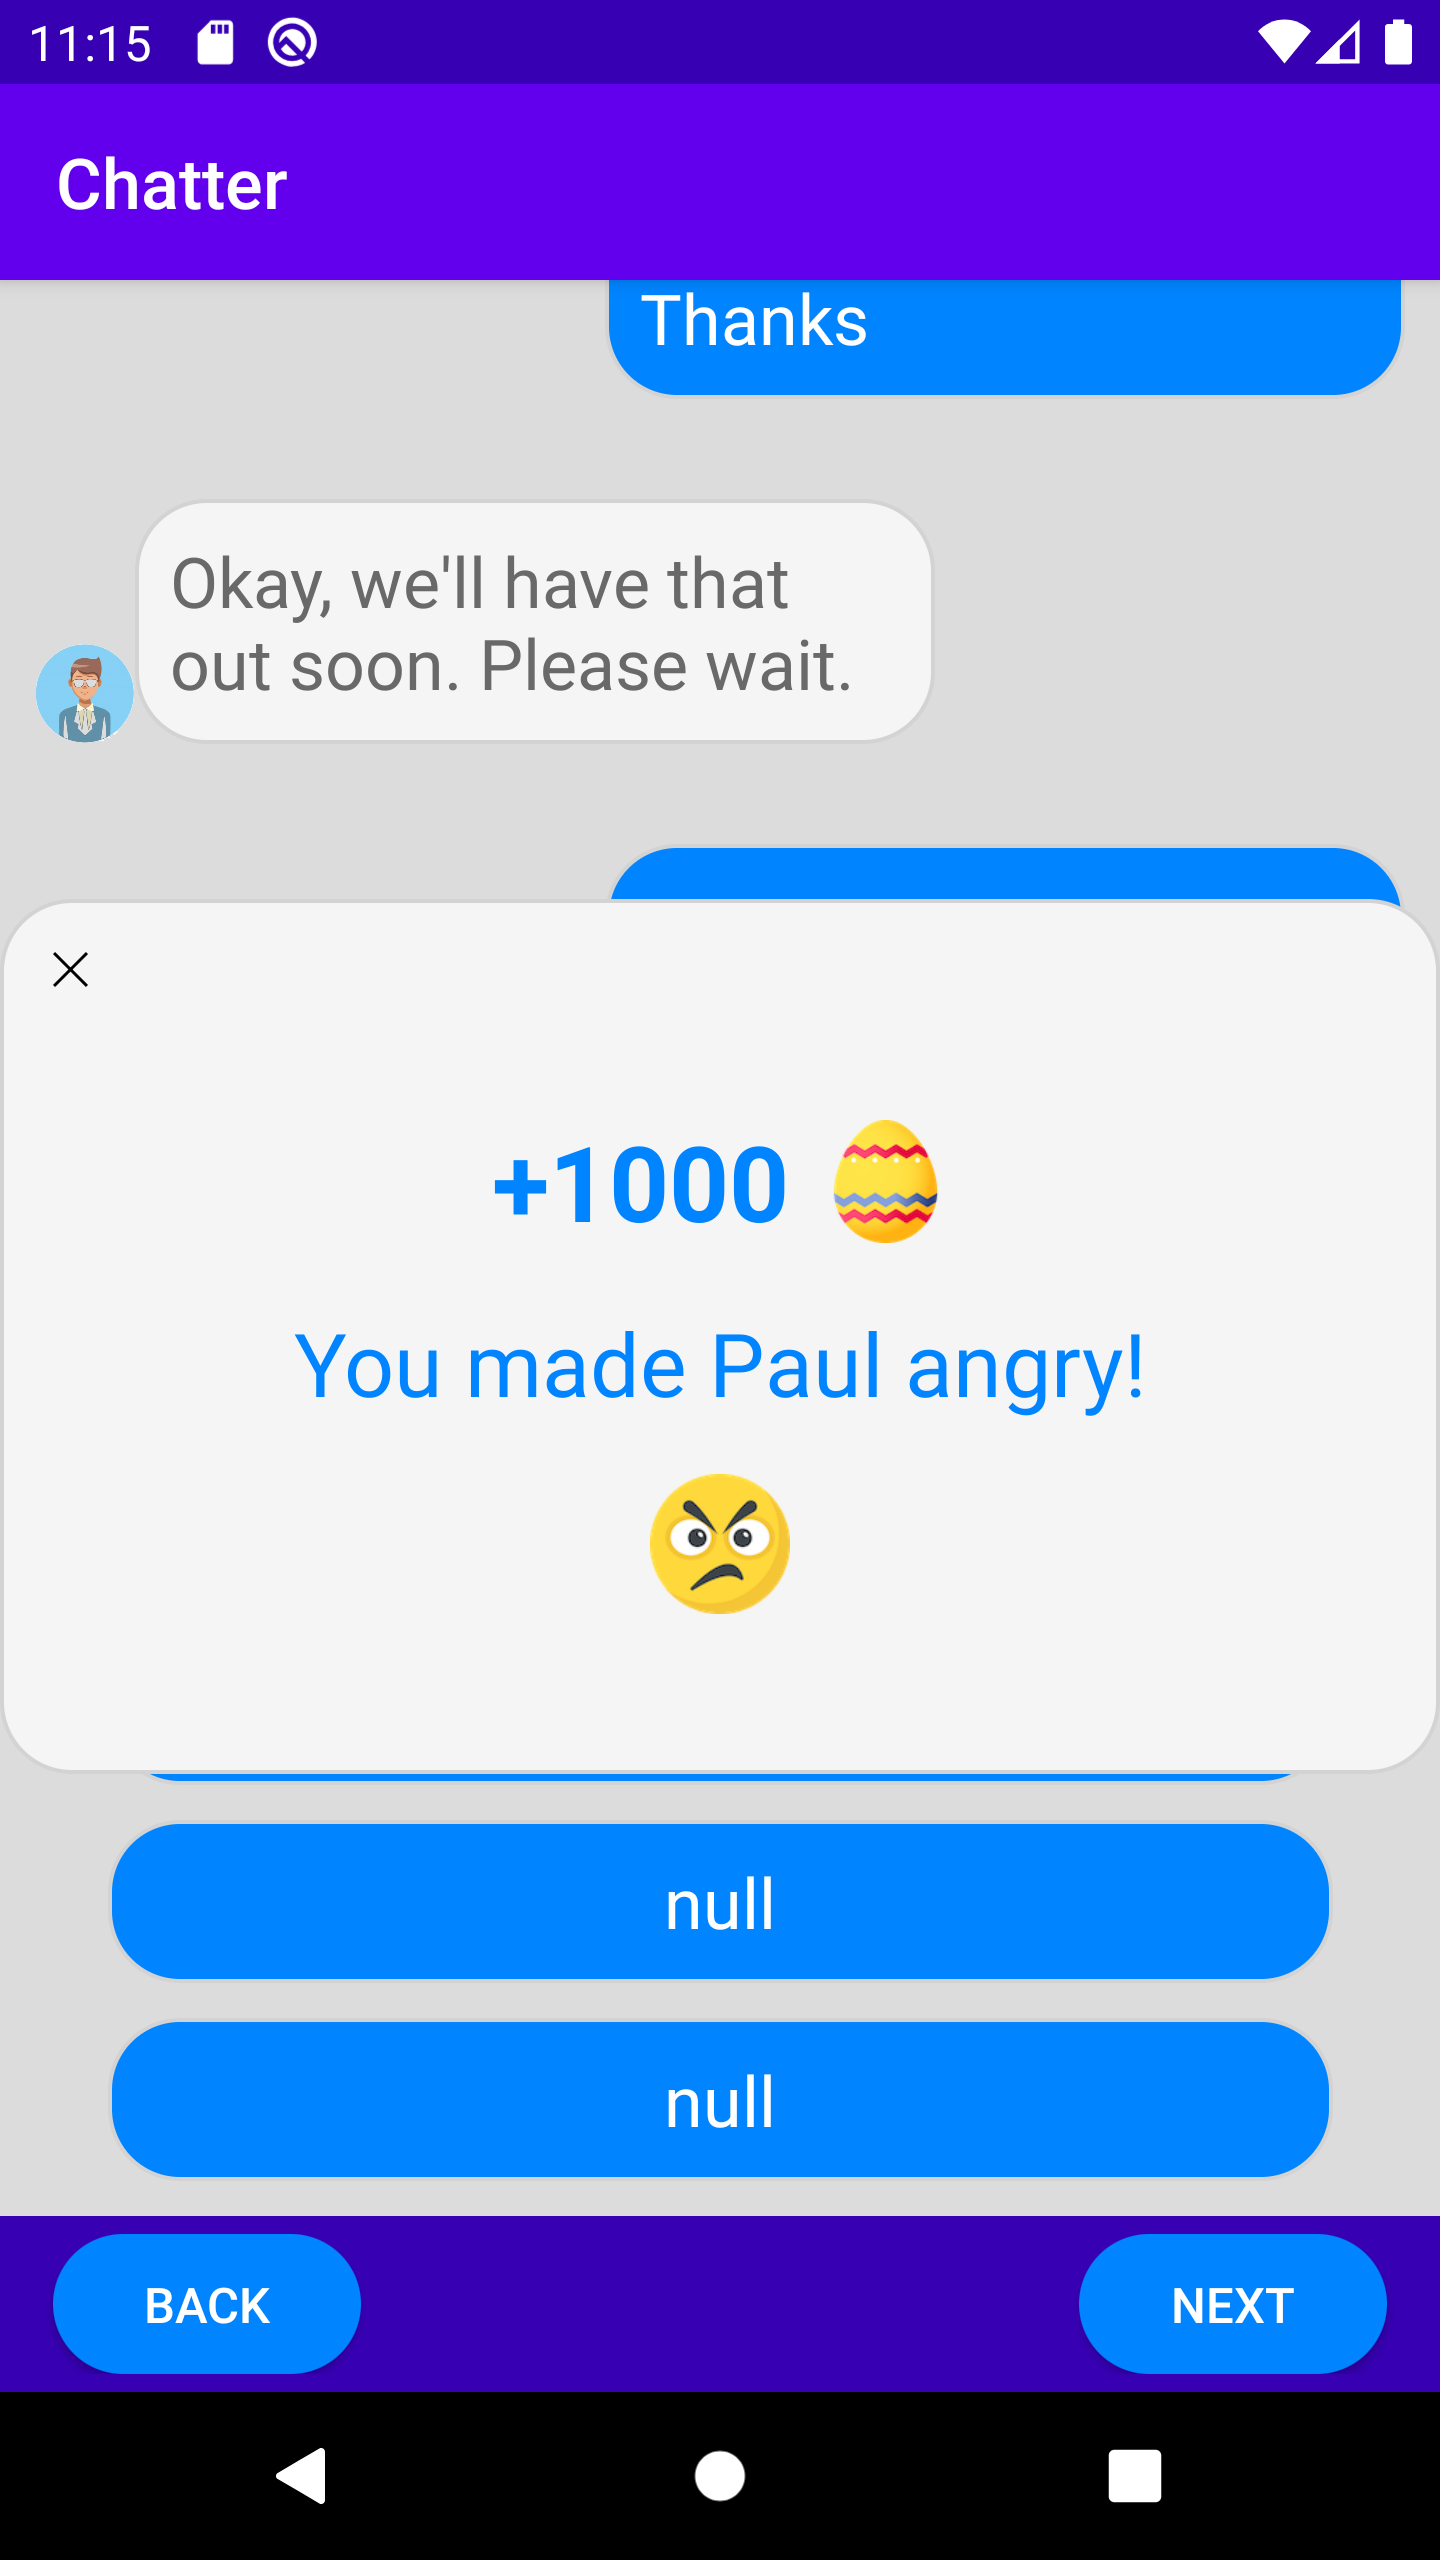 11:15
Chatter
Thanks
Okay, we'll have that
out soon. Please wait.
+1000
You made Paul angry!
null
null
BACK
NEXT